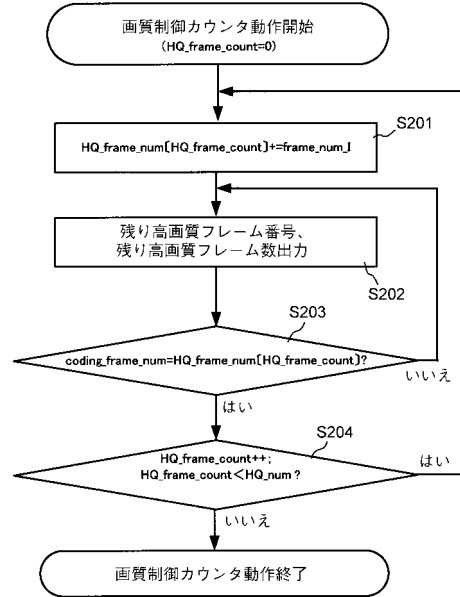 画質制御カウンタ動作開始
(HQ_frame_count=0)
S201
HQ_frame_num[HQ_frame_count]+=frame_num_I
残り高画質フレーム番号、
残り高画質フレーム数出力
S202
S203
coding_frame_num=HQ_frame_num[HQ_frame_count]?
いいえ
はい
S204
HQ_frame_count++;
HQ_frame_count<HQ_num?
はい
いいえ
画質制御カウンタ動作終了